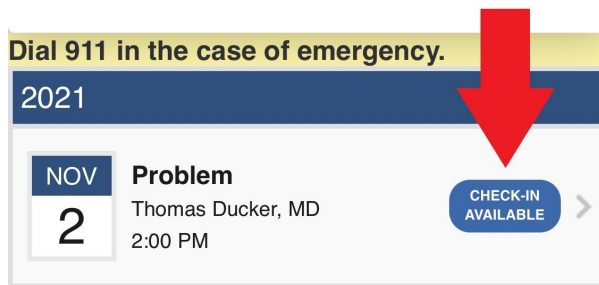 Dial 911 in the case of emergency.
2021
NOV
2
Problem
Thomas Ducker, MD
2:00 PM
CHECK-IN
AVAILABLE